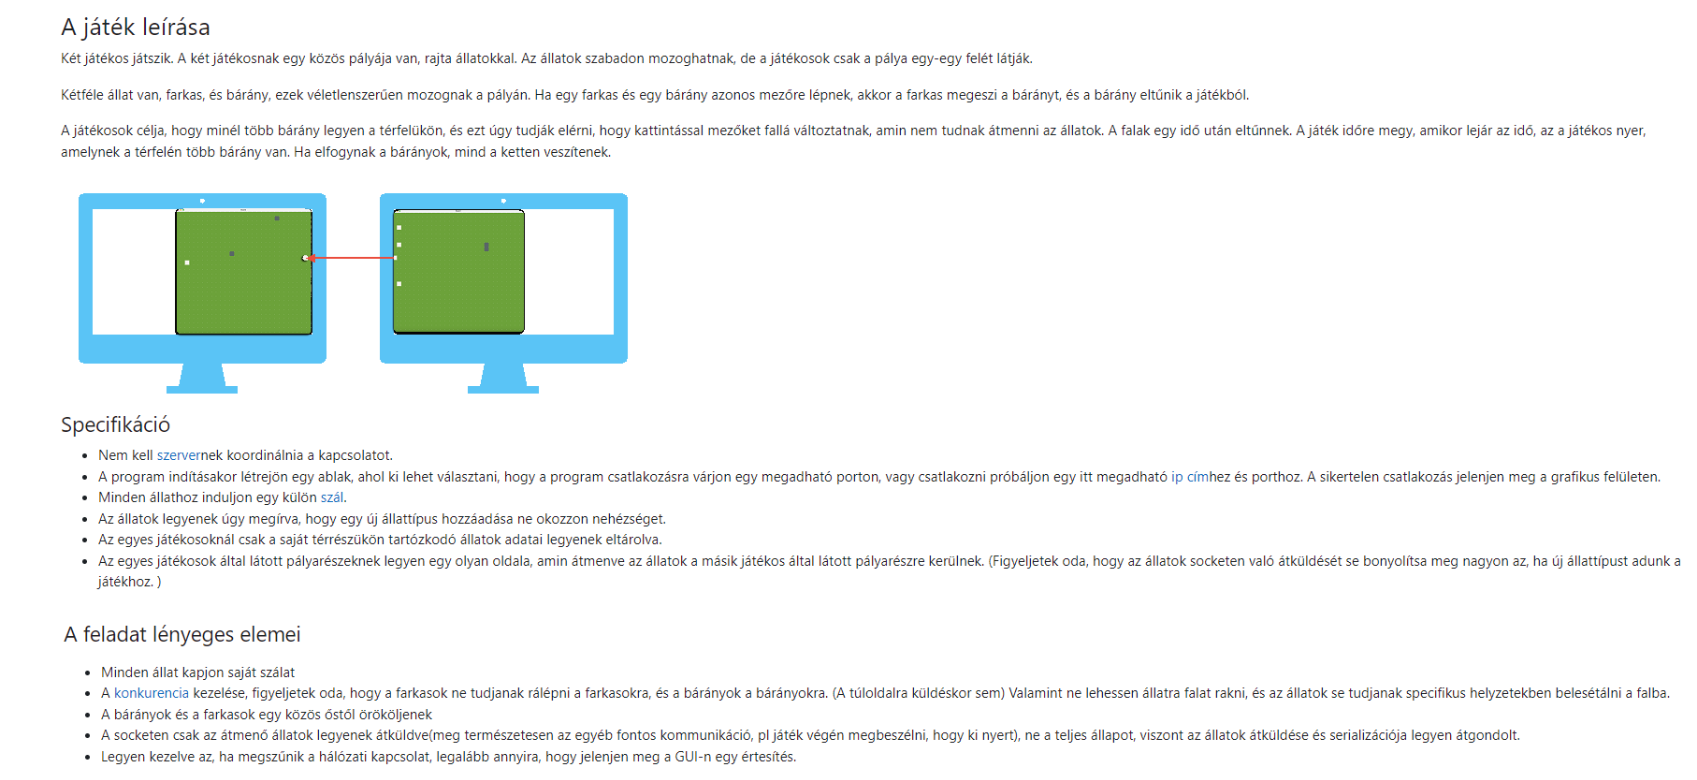 A játék leírása
Két játékos játszik. A két játékosnak egy közös pályája van, rajta állatokkal. Az állatok szabadon mozoghatnak, de a játékosok csak a pálya egy-egy felét látják.
Kétféle állat van, farkas, és bárány, ezek véletlenszerűen mozognak a pályán. Ha egy farkas és egy bárány azonos mezőre lépnek, akkor a farkas megeszi a bárányt, és a bárány eltűnik a játékból.
A játékosok célja, hogy minél több bárány legyen a térfelükön, és ezt úgy tudják elérni, hogy kattintással mezőket fallá változtatnak, amin nem tudnak átmenni az állatok. A falak egy idő után eltűnnek. A játék időre megy, amikor lejár az idő, az a játékos nyer,
amelynek a térfelén több bárány van. Ha elfogynak a bárányok, mind a ketten veszítenek.
Specifikáció
• Nem kell szervernek koordinálnia a kapcsolatot.
• A program indításakor létrejön egy ablak, ahol ki lehet választani, hogy a program csatlakozásra várjon egy megadható porton, vagy csatlakozni próbáljon egy itt megadható ip címhez és porthoz. A sikertelen csatlakozás jelenjen meg a grafikus felületen.
• Minden állathoz induljon egy külön szál.
• Az állatok legyenek úgy megírva, hogy egy új állattípus hozzáadása ne okozzon nehézséget.
• Az egyes játékosoknál csak a saját térrészükön tartózkodó állatok adatai legyenek eltárolva.
• Az egyes játékosok által látott pályarészeknek legyen egy olyan oldala, amin átmenve az állatok a másik játékos által látott pályarészre kerülnek. (Figyeljetek oda, hogy az állatok socketen való átküldését se bonyolítsa meg nagyon az, ha új állattípust adunk a
játékhoz. )
A feladat lényeges elemei
• Minden állat kapjon saját szálat
• A konkurencia kezelése, figyeljetek oda, hogy a farkasok ne tudjanak rálépni a farkasokra, és a bárányok a bárányokra. (A túloldalra küldéskor sem) Valamint ne lehessen állatra falat rakni, és az állatok se tudjanak specifikus helyzetekben belesétálni a falba.
• A bárányok és a farkasok egy közös őstől örököljenek
• A socketen csak az átmenő állatok legyenek átküldve(meg természetesen az egyéb fontos kommunikáció, pl játék végén megbeszélni, hogy ki nyert), ne a teljes állapot, viszont az állatok átküldése és serializációja legyen átgondolt.
• Legyen kezelve az, ha megszűnik a hálózati kapcsolat, legalább annyira, hogy jelenjen meg a GUI-n egy értesítés.